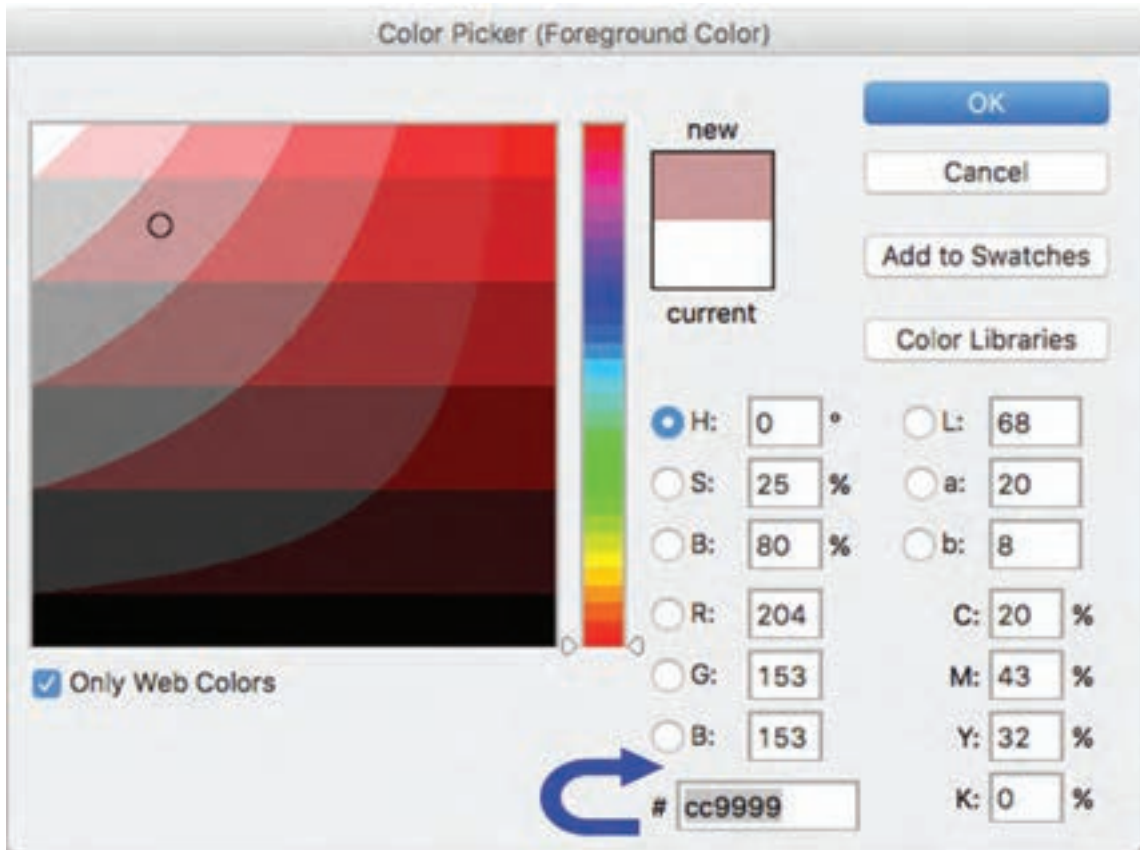 Color Picker (Foreground Color)
new
current
OK
Cancel
Add to Swatches
Color Libraries
H: 0 °
S: 25 %
B: 80 %
R: 204
G: 153
B: 153
# cc9999
L: 68
a: 20
b: 8
C: 20 %
M: 43 %
Y: 32 %
K: 0 %
Only Web Colors